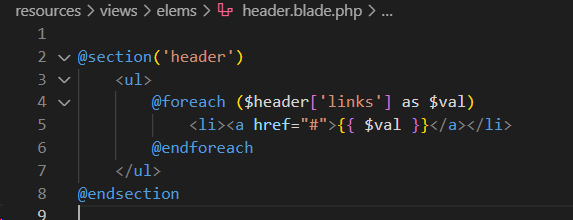 resources > views > elems > header.blade.php > ...
1
2 @section('header')
3 <ul>
4 @foreach ($header['links'] as $val)
5 <li><a href="#">{{ $val }}</a></li>
6 @endforeach
7 </ul>
8 @endsection
9